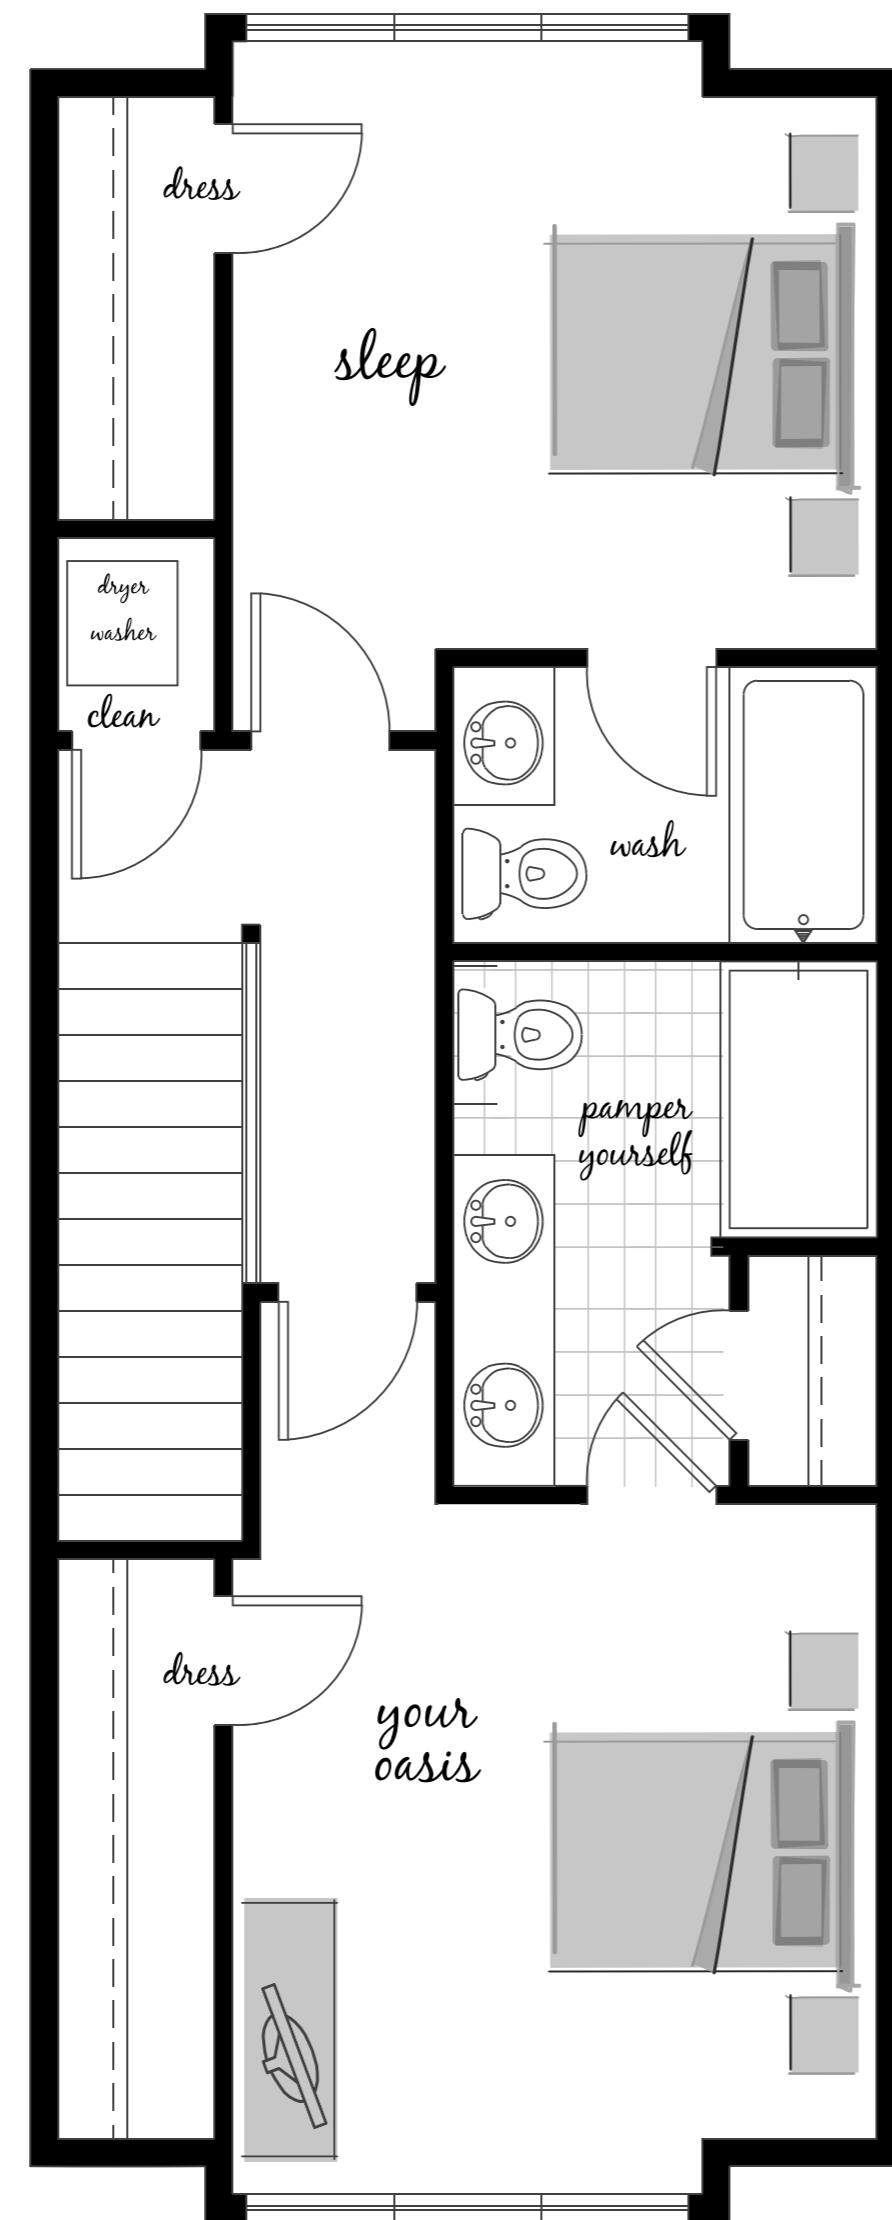 dress
sleep
dryer
washer
clean
wash
pamper
yourself
dress
your
oasis